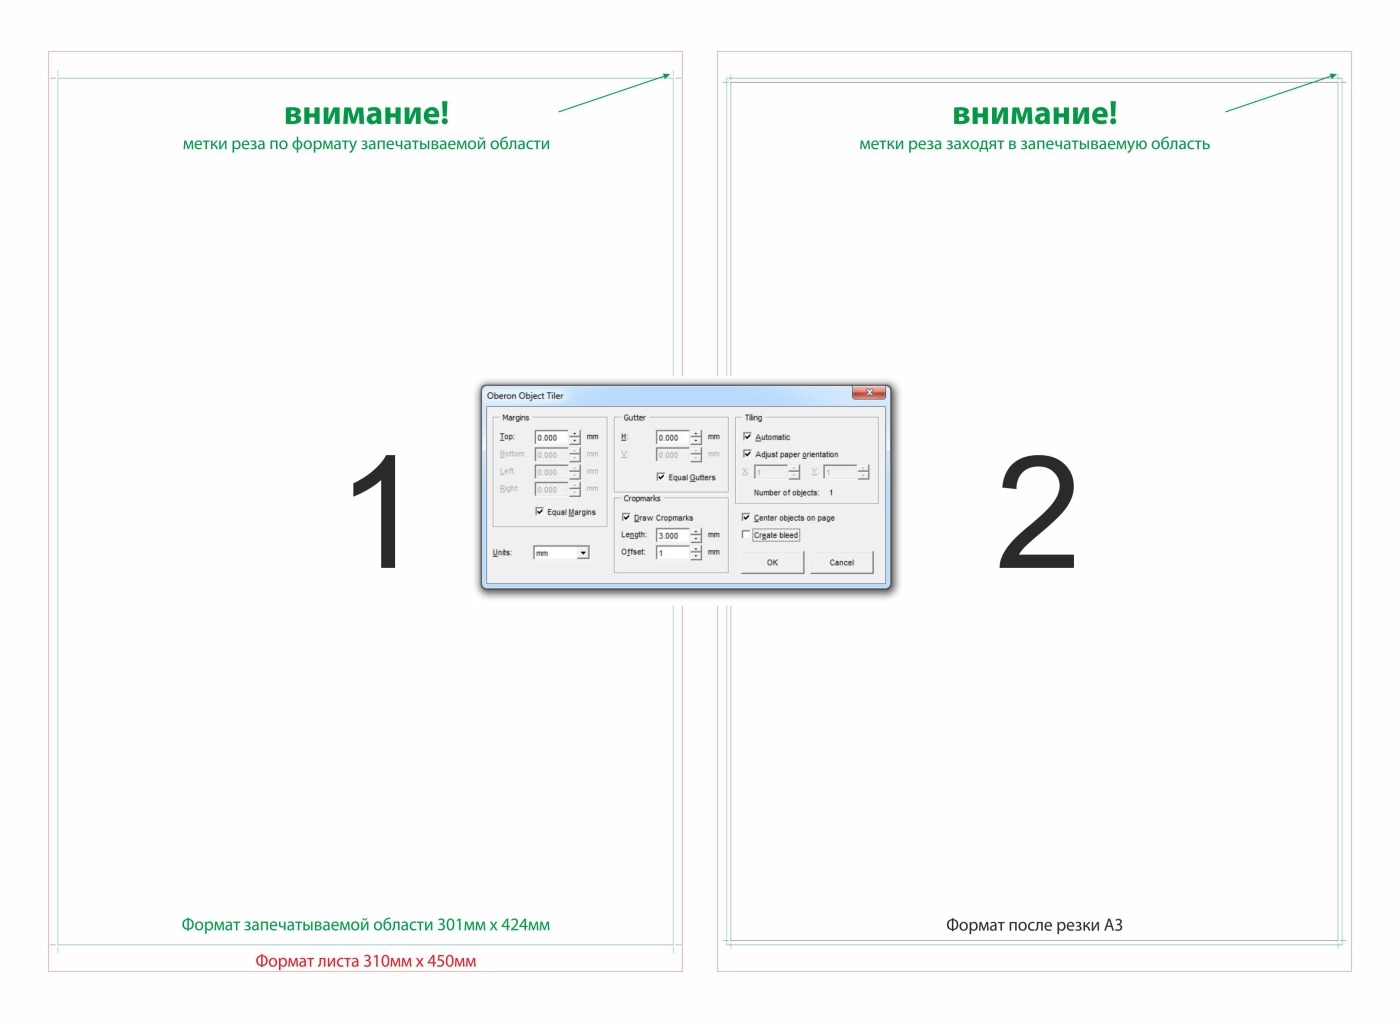 внимание!
метки реза по формату запечатываемой области
внимание!
метки реза заходят в запечатываемую область
1
2
Oberon Object Tiler
Margins
Top: 0.000 mm
Bottom: 0.000 mm
Left: 0.000 mm
Right: 0.000 mm
Equal Margins
Units: mm
Gutter
H: 0.000 mm
V: 0.000 mm
Equal Gutters
Cropmarks
Draw Cropmarks
Length: 3.000 mm
Offset: 1 mm
Tiling
Automatic
Adjust paper orientation
X: 1 Y: 1
Number of objects: 1
Center objects on page
Create bleed
OK Cancel
Формат запечатываемой области 301мм х 424мм
Формат листа 310мм х 450мм
Формат после резки А3